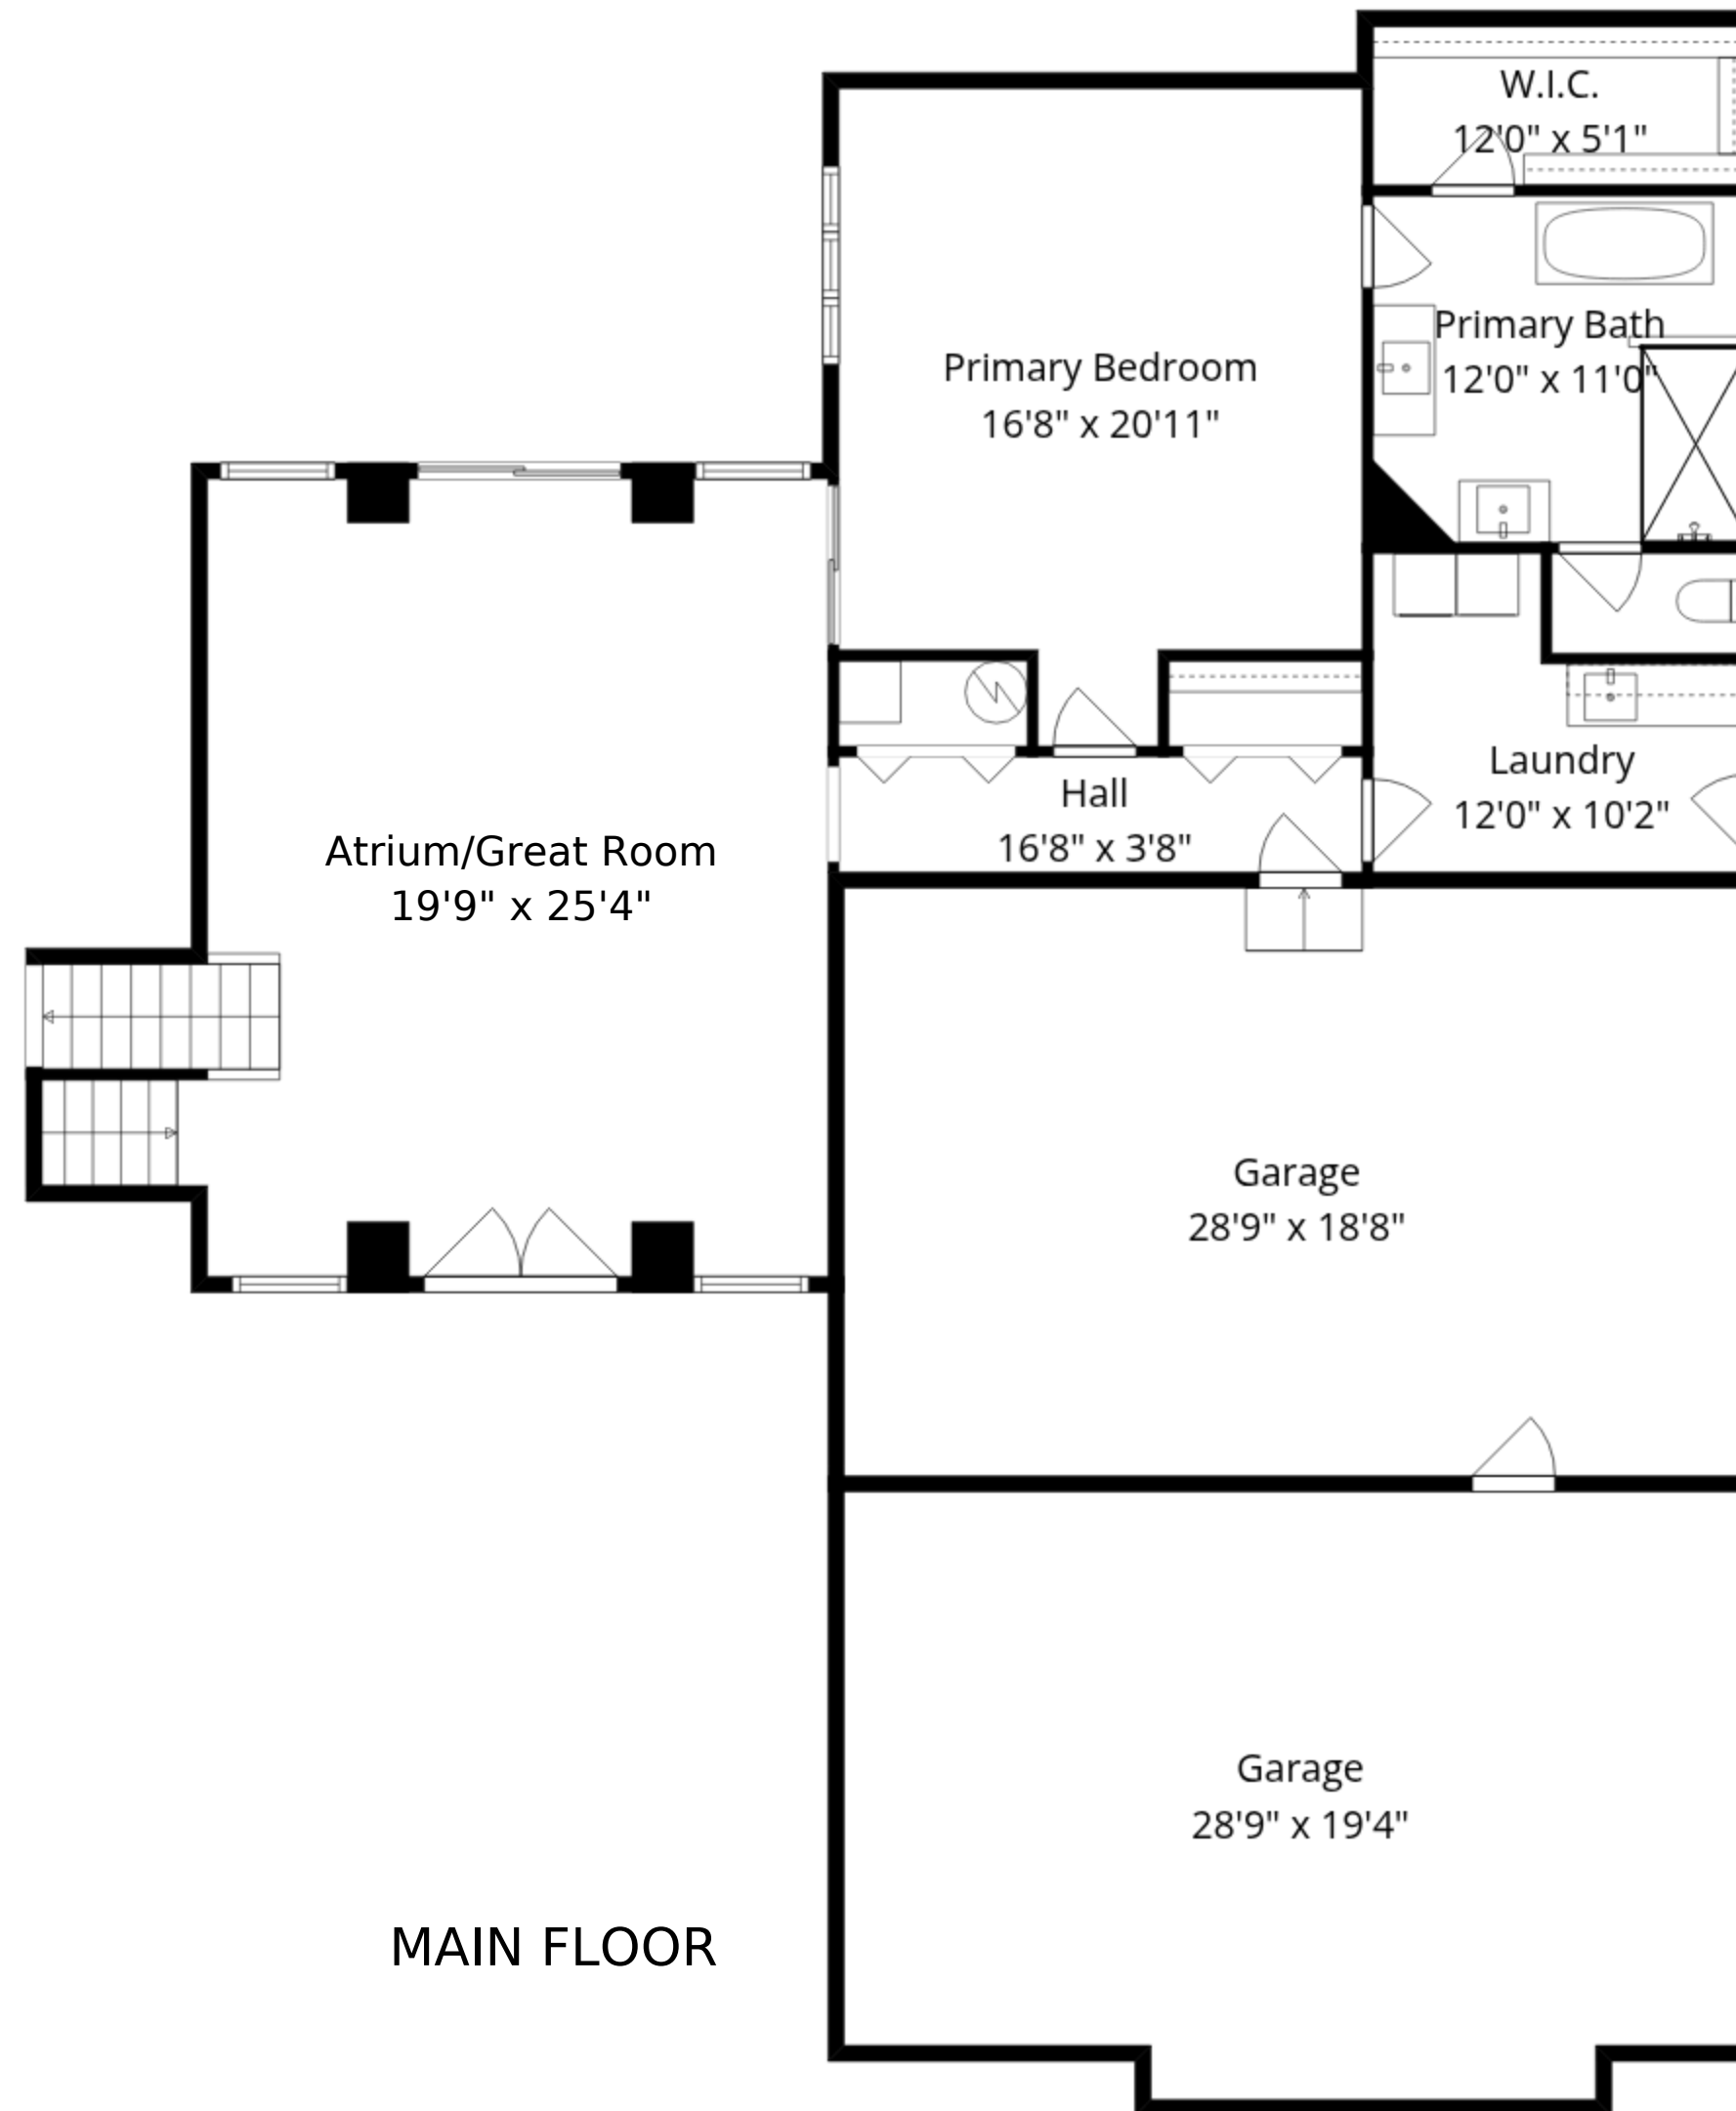 W.I.C.
12'0" x 5'1"
Primary Bath
12'0" x 11'0"
Primary Bedroom
16'8" x 20'11"
Laundry
12'0" x 10'2"
Hall
16'8" x 3'8"
Atrium/Great Room
19'9" x 25'4"
Garage
28'9" x 18'8"
Garage
28'9" x 19'4"
MAIN FLOOR